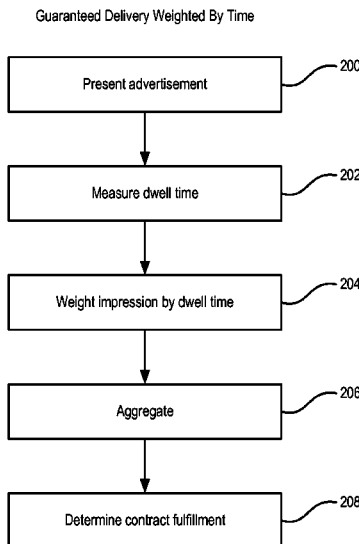 Guaranteed Delivery Weighted By Time
Present advertisement
200
Measure dwell time
202
Weight impression by dwell time
204
Aggregate
206
Determine contract fulfillment
208